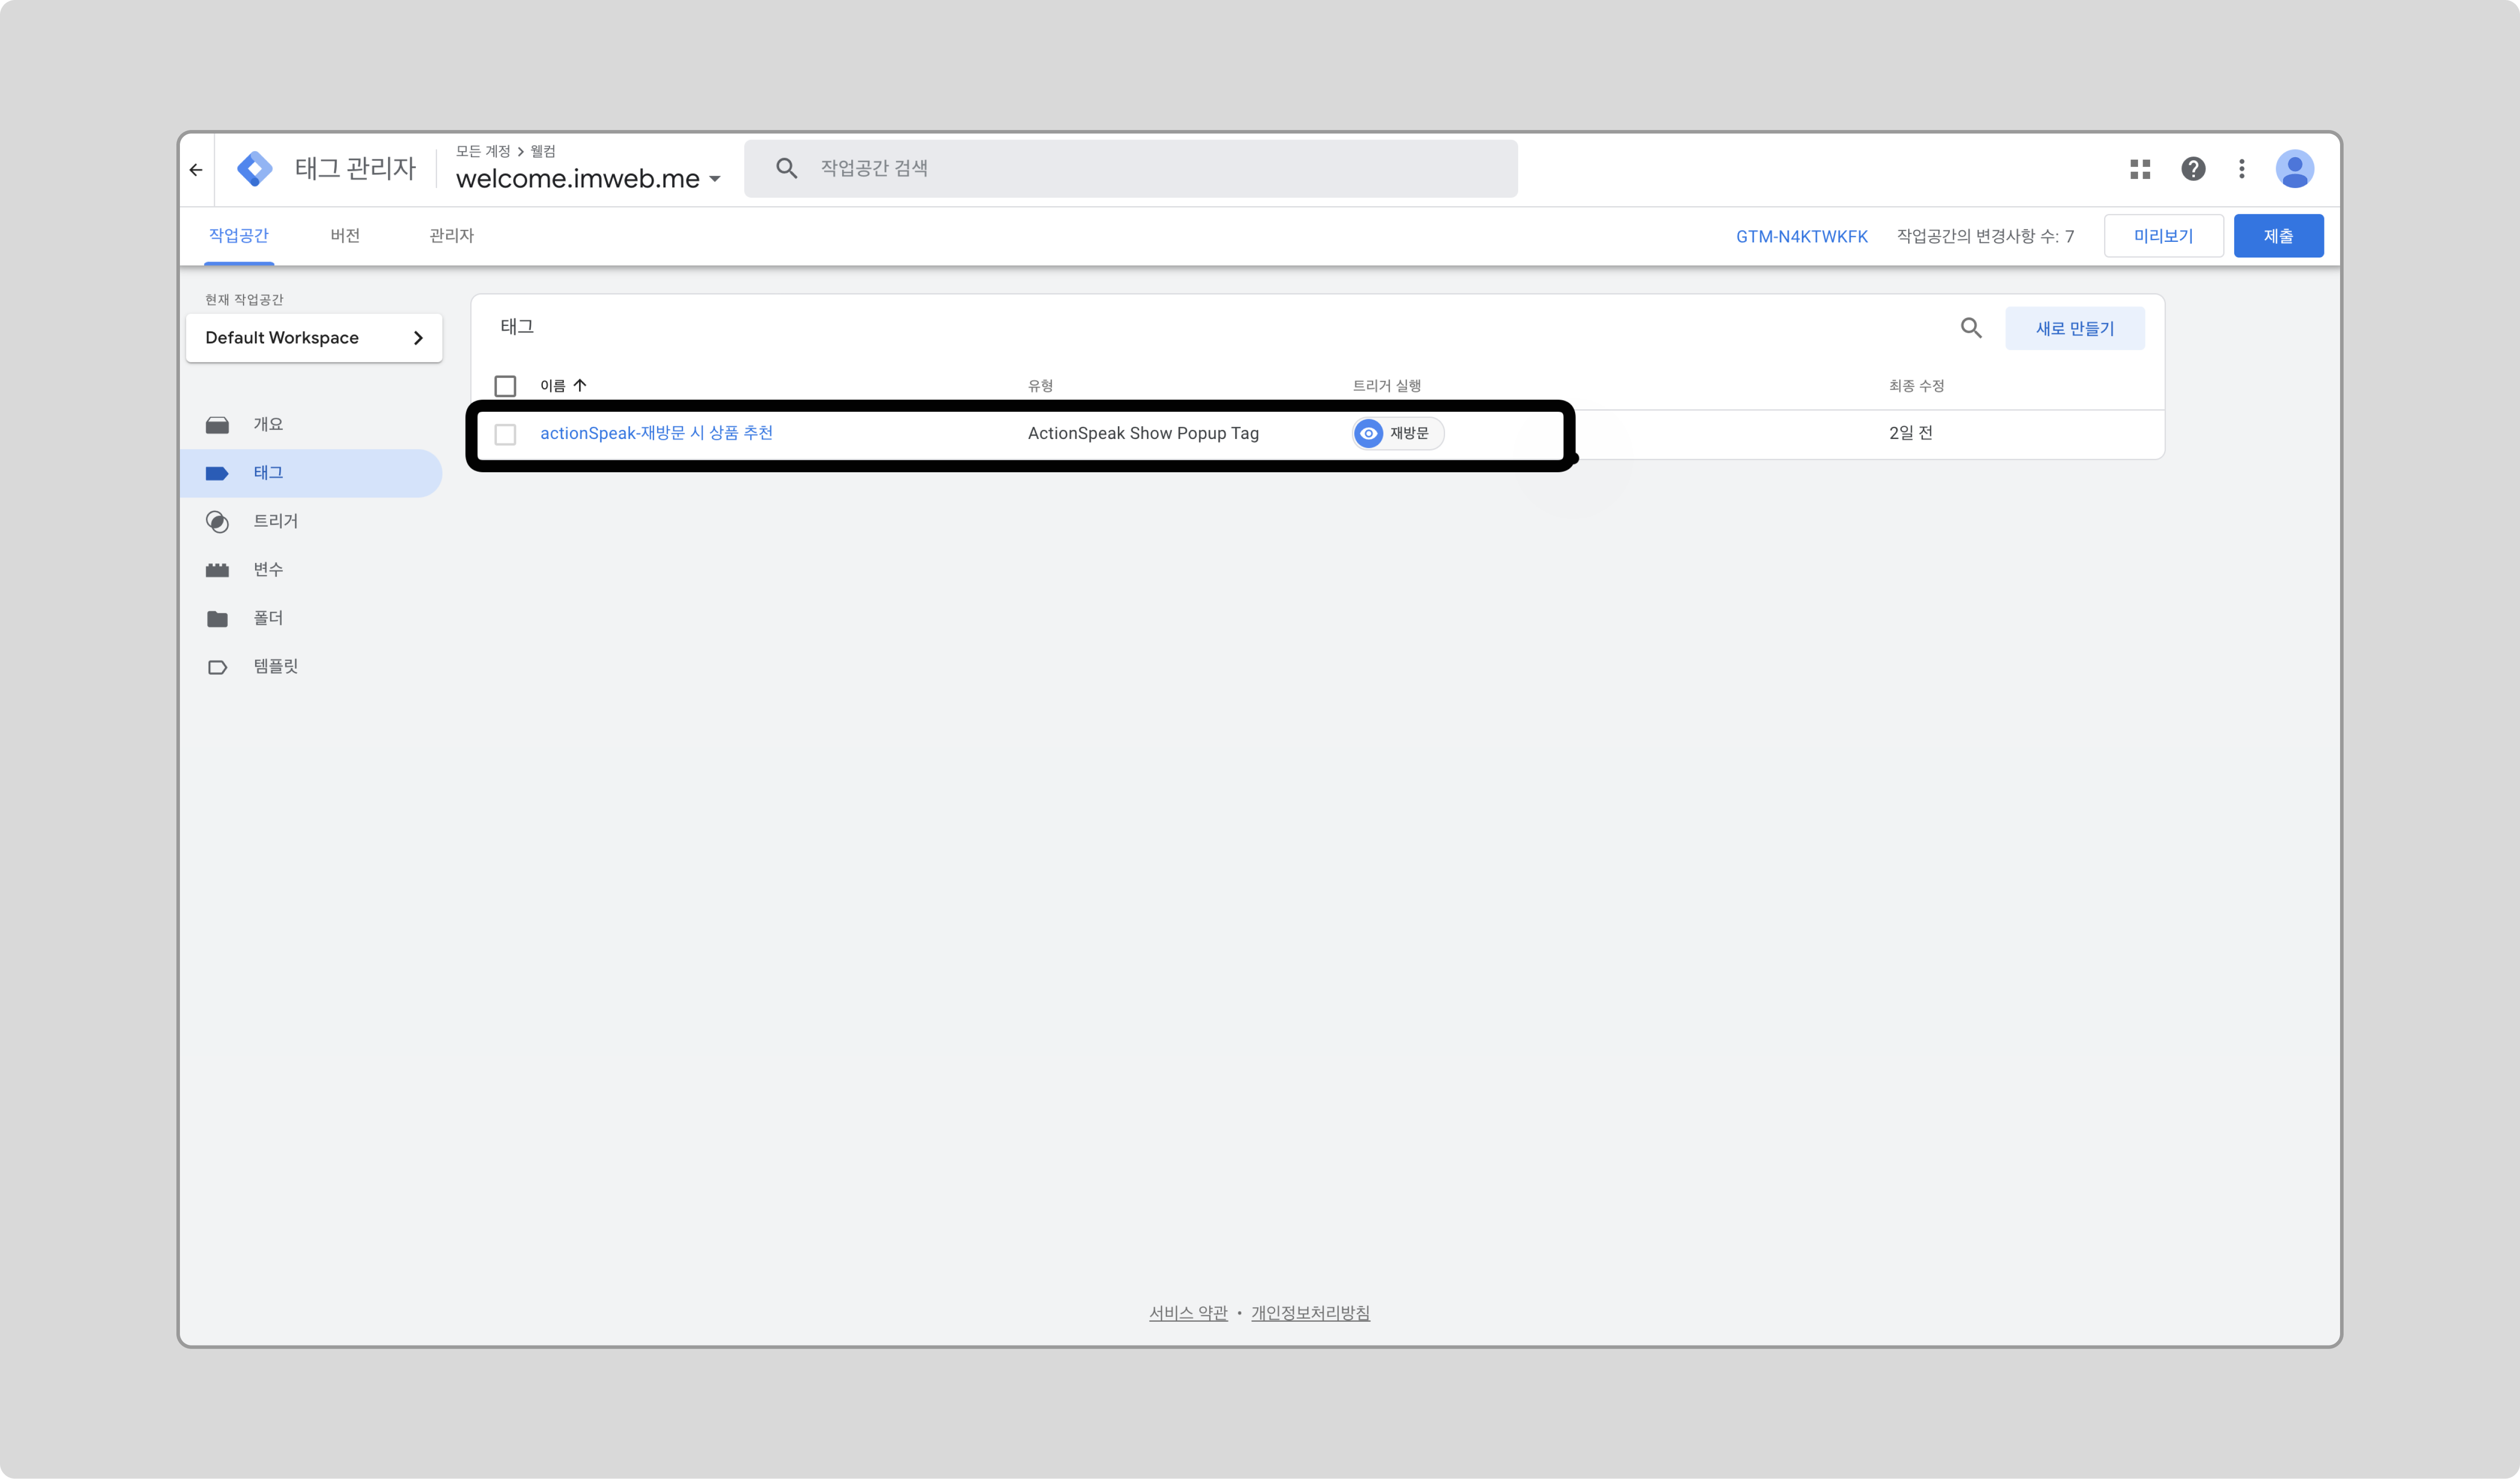 태그 관리자
모든 계정 > 웰컴
welcome.imweb.me
작업공간 검색
작업공간
버전
관리자
GTM-N4KTWKFK
작업공간의 변경사항 수: 7
미리보기
제출
현재 작업공간
Default Workspace
개요
태그
트리거
변수
폴더
템플릿
태그
새로 만들기
이름 유형 트리거 실행 최종 수정
actionSpeak-재방문 시 상품 추천 ActionSpeak Show Popup Tag 재방문 2일 전
서비스 약관 • 개인정보처리방침